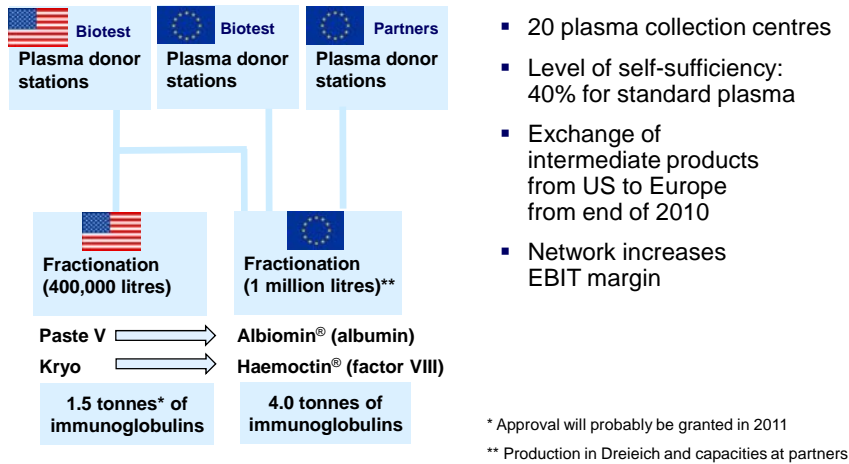 Biotest
Plasma donor
stations
Biotest
Plasma donor
stations
Partners
Plasma donor
stations
Fractionation
(400,000 litres)
Fractionation
(1 million litres)**
Paste V
Albiomin® (albumin)
Kryo
Haemoctin® (factor VIII)
1.5 tonnes* of
immunoglobulins
4.0 tonnes of
immunoglobulins
▪ 20 plasma collection centres
▪ Level of self-sufficiency:
40% for standard plasma
▪ Exchange of
intermediate products
from US to Europe
from end of 2010
▪ Network increases
EBIT margin
* Approval will probably be granted in 2011
** Production in Dreieich and capacities at partners